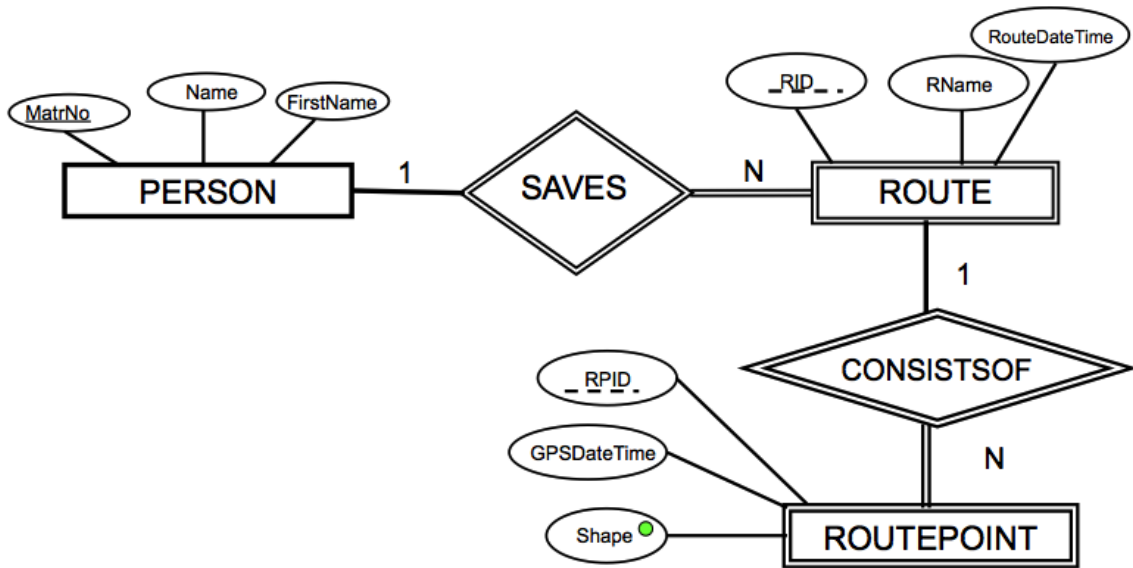 RouteDateTime
RID
RName
Name
FirstName
MatrNo
PERSON
1
SAVES
N
ROUTE
1
CONSISTSOF
RPID
GPSDateTime
N
Shape
ROUTEPOINT